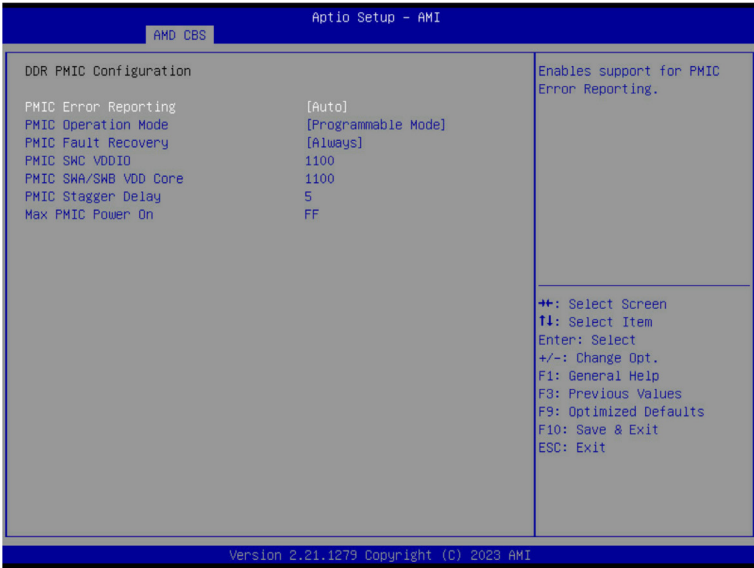 Aptio Setup – AMI
AMD CBS
DDR PMIC Configuration
PMIC Error Reporting [Auto]
PMIC Operation Mode [Programmable Mode]
PMIC Fault Recovery [Always]
PMIC SWC VDDIO 1100
PMIC SWA/SWB VDD Core 1100
PMIC Stagger Delay 5
Max PMIC Power On FF
Enables support for PMIC
Error Reporting.
→←: Select Screen
↑↓: Select Item
Enter: Select
+/-: Change Opt.
F1: General Help
F3: Previous Values
F9: Optimized Defaults
F10: Save & Exit
ESC: Exit
Version 2.21.1279 Copyright (C) 2023 AMI